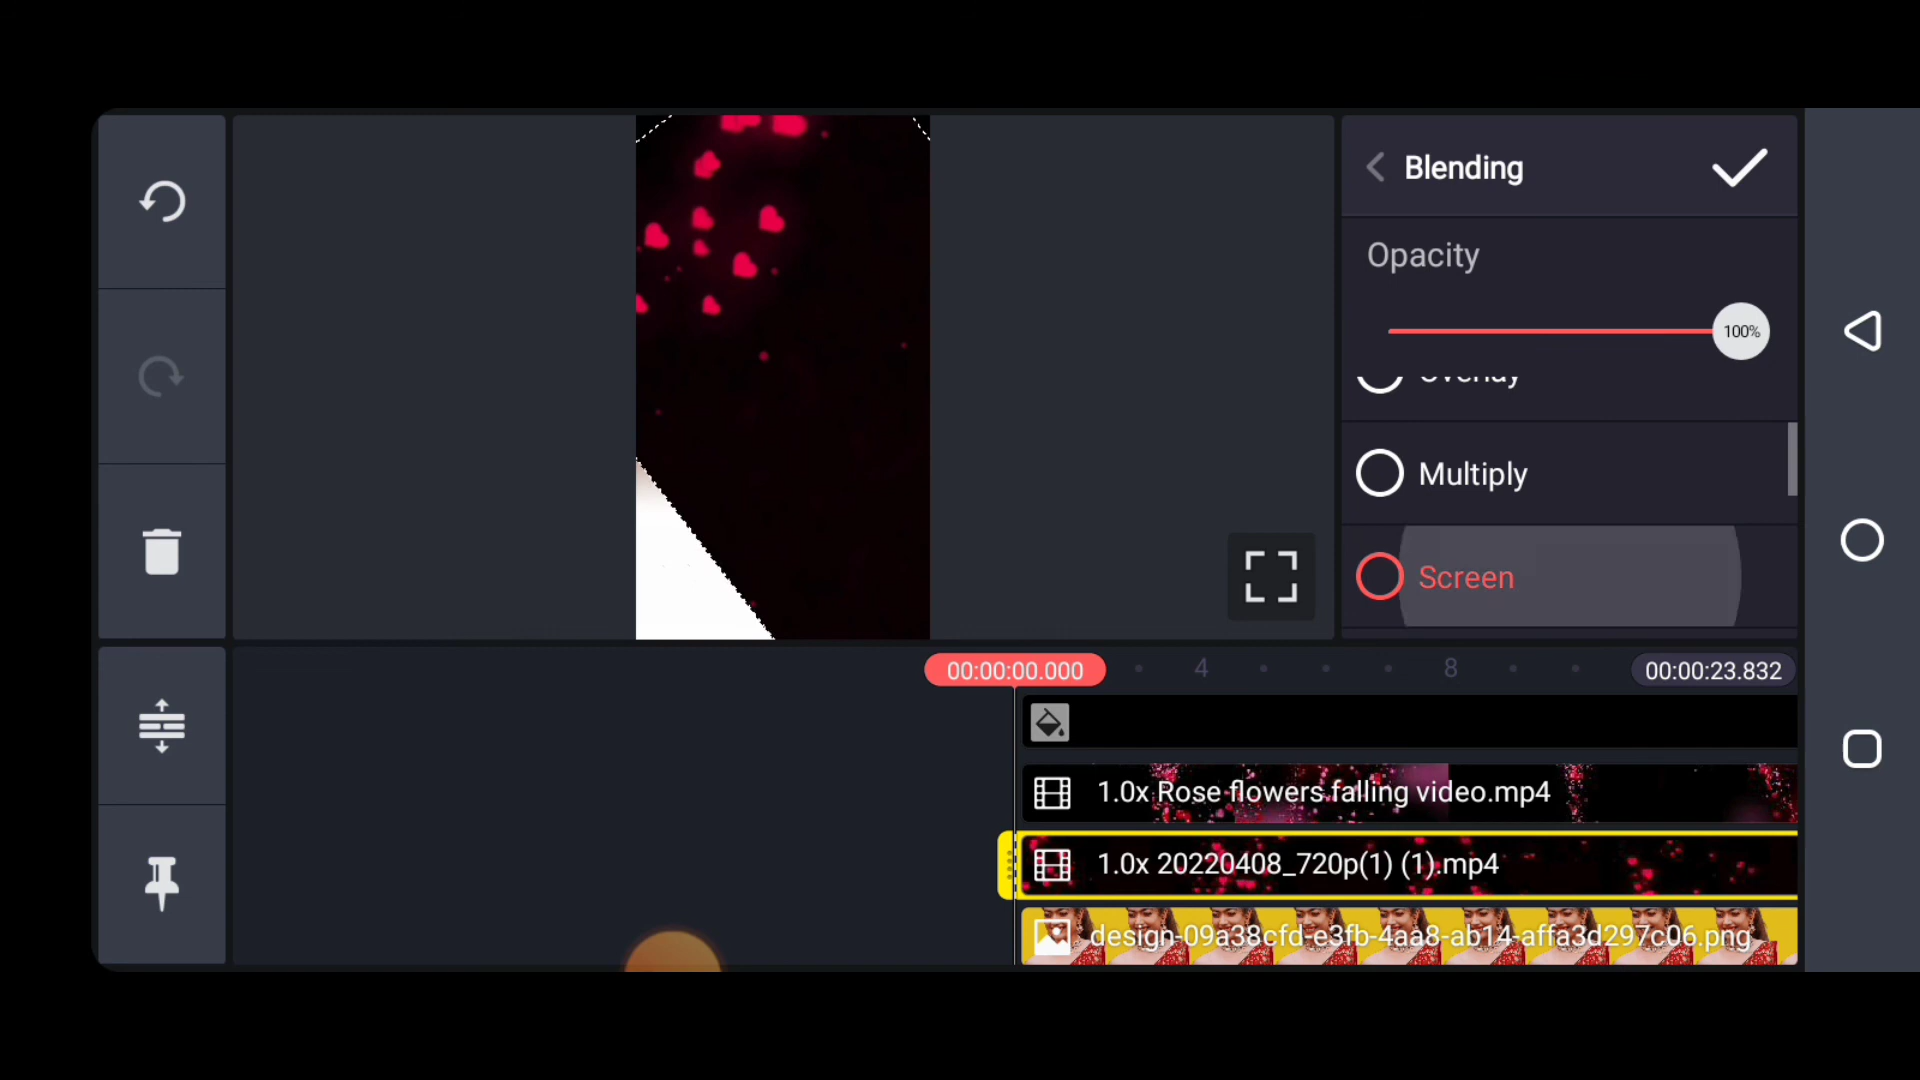 Blending
Opacity
100%
Overlay
Multiply
Screen
00:00:00.000
4
8
00:00:23.832
1.0x Rose flowers falling video.mp4
1.0x 20220408_720p(1) (1).mp4
design-09a38cfd-e3fb-4aa8-ab14-affa3d297c06.png